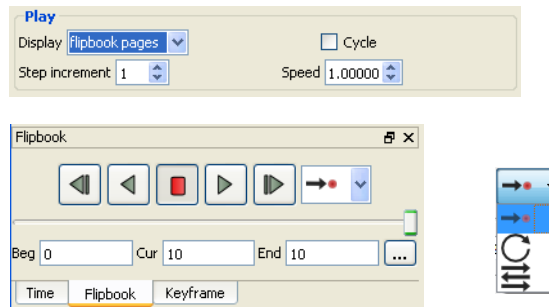 Play
Display flipbook pages Cycle
Step increment 1 Speed 1.00000
Flipbook
Beg 0 Cur 10 End 10 ...
Time Flipbook Keyframe